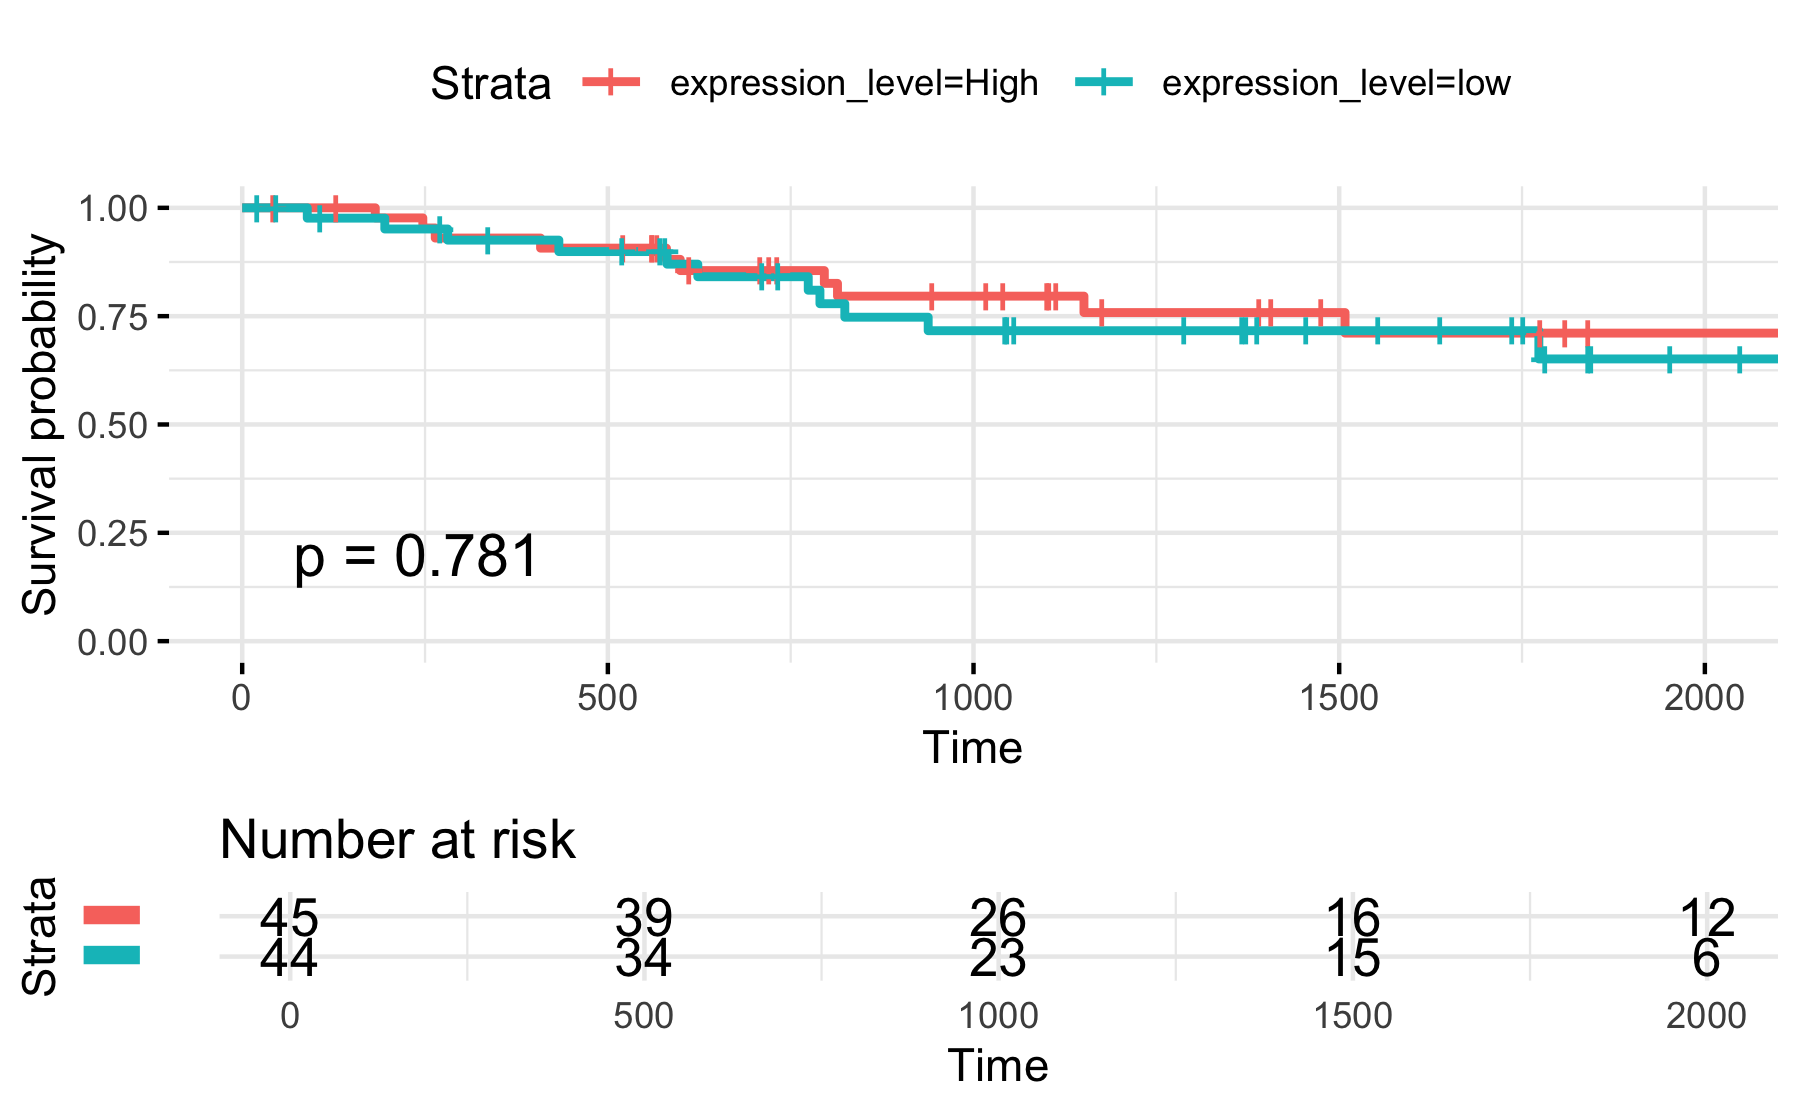 Strata expression_level=High expression_level=low
Survival probability
1.00
0.75
0.50
0.25
0.00
p = 0.781
0 500 1000 1500 2000
Time
Number at risk
Strata
45 39 26 16 12
44 34 23 15 6
0 500 1000 1500 2000
Time